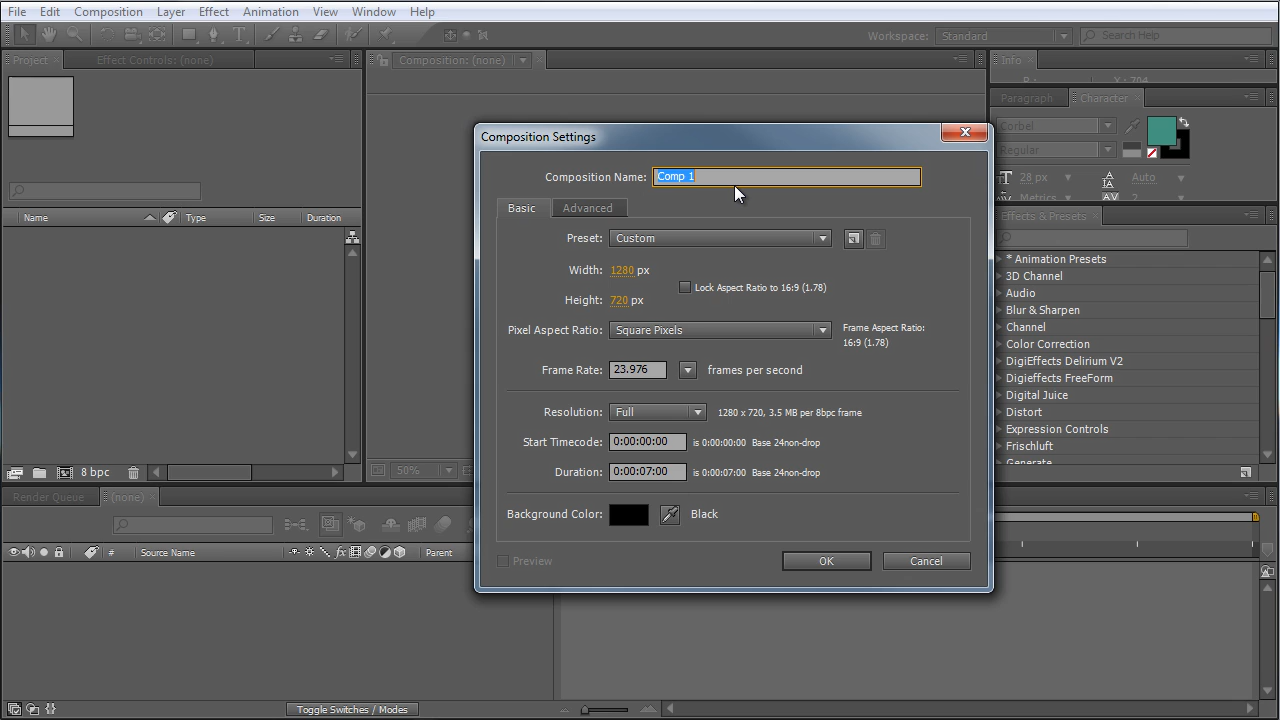 File Edit Composition Layer Effect Animation View Window Help
Workspace: Standard Search Help
Project Effect Controls: (none) Composition: (none) Info
X : 704
Paragraph Character
Corbel
Regular
28 px Auto
Metrics 2
Effects & Presets
Name Type Size Duration
* Animation Presets
3D Channel
Audio
Blur & Sharpen
Channel
Color Correction
DigiEffects Delirium V2
Digieffects FreeForm
Digital Juice
Distort
Expression Controls
Frischluft
Generate
8 bpc
50%
Composition Settings
Composition Name: Comp 1
Basic Advanced
Preset: Custom
Width: 1280 px
Lock Aspect Ratio to 16:9 (1.78)
Height: 720 px
Pixel Aspect Ratio: Square Pixels
Frame Aspect Ratio:
16:9 (1.78)
Frame Rate: 23.976 frames per second
Resolution: Full 1280 x 720, 3.5 MB per 8bpc frame
Start Timecode: 0:00:00:00 is 0:00:00:00 Base 24non-drop
Duration: 0:00:07:00 is 0:00:07:00 Base 24non-drop
Background Color: Black
Preview OK Cancel
Render Queue (none)
# Source Name Parent
Toggle Switches / Modes